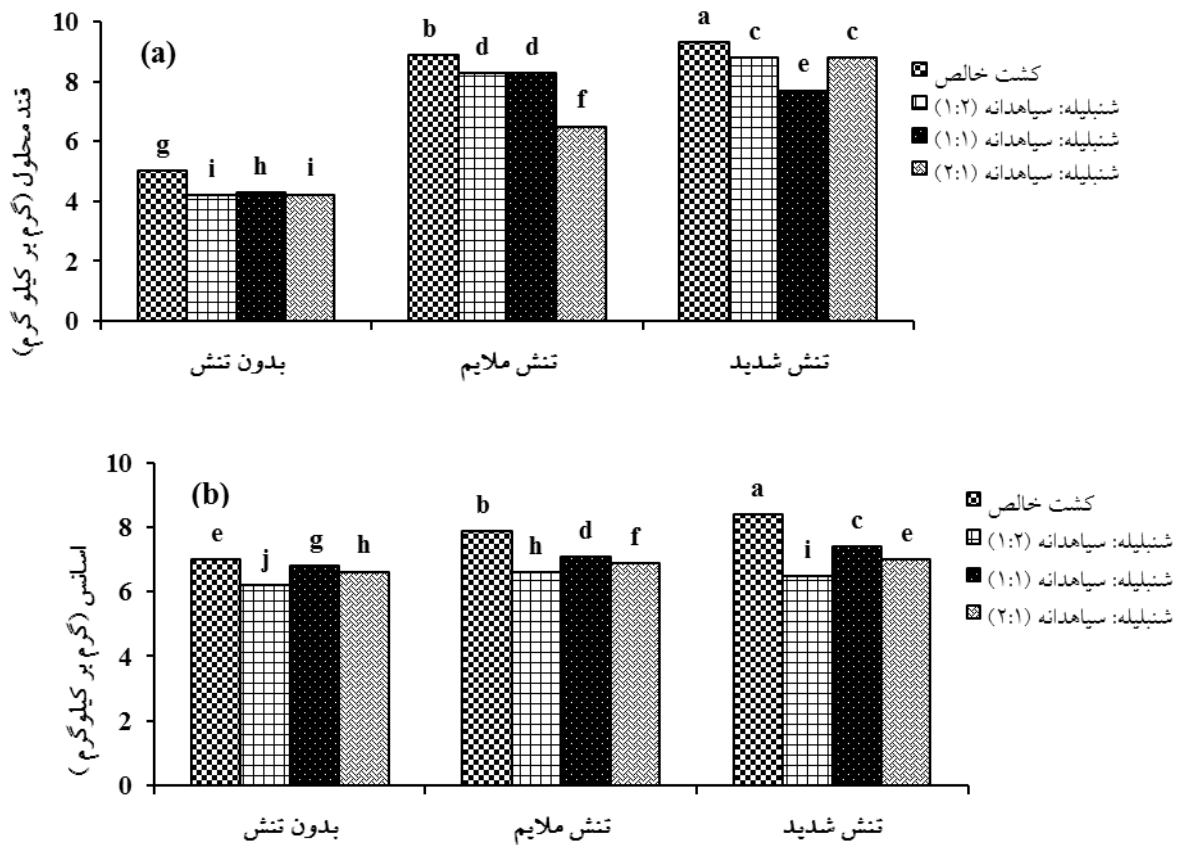 (a)
قند محلول (گرم بر کیلو گرم)
10
8
6
4
2
0
g i h i
b d d f
a c e c
بدون تنش
تنش ملایم
تنش شدید
کشت خالص
شنبلیله: سیاهدانه (۱:۲)
شنبلیله: سیاهدانه (۱:۱)
شنبلیله: سیاهدانه (۲:۱)
(b)
اسانس (گرم بر کیلوگرم )
10
8
6
4
2
0
e j g h
b h d f
a i c e
بدون تنش
تنش ملایم
تنش شدید
کشت خالص
شنبلیله: سیاهدانه (۱:۲)
شنبلیله: سیاهدانه (۱:۱)
شنبلیله: سیاهدانه (۲:۱)